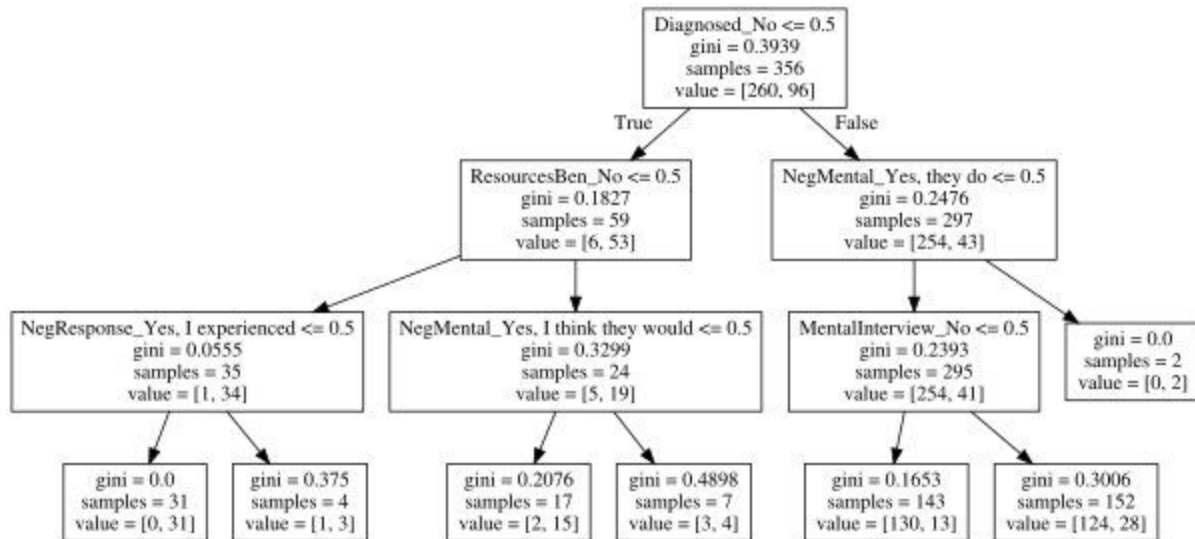 Diagnosed_No <= 0.5
gini = 0.3939
samples = 356
value = [260, 96]
True
False
ResourcesBen_No <= 0.5
gini = 0.1827
samples = 59
value = [6, 53]
NegMental_Yes, they do <= 0.5
gini = 0.2476
samples = 297
value = [254, 43]
NegResponse_Yes, I experienced <= 0.5
gini = 0.0555
samples = 35
value = [1, 34]
NegMental_Yes, I think they would <= 0.5
gini = 0.3299
samples = 24
value = [5, 19]
MentalInterview_No <= 0.5
gini = 0.2393
samples = 295
value = [254, 41]
gini = 0.0
samples = 2
value = [0, 2]
gini = 0.0
samples = 31
value = [0, 31]
gini = 0.375
samples = 4
value = [1, 3]
gini = 0.2076
samples = 17
value = [2, 15]
gini = 0.4898
samples = 7
value = [3, 4]
gini = 0.1653
samples = 143
value = [130, 13]
gini = 0.3006
samples = 152
value = [124, 28]